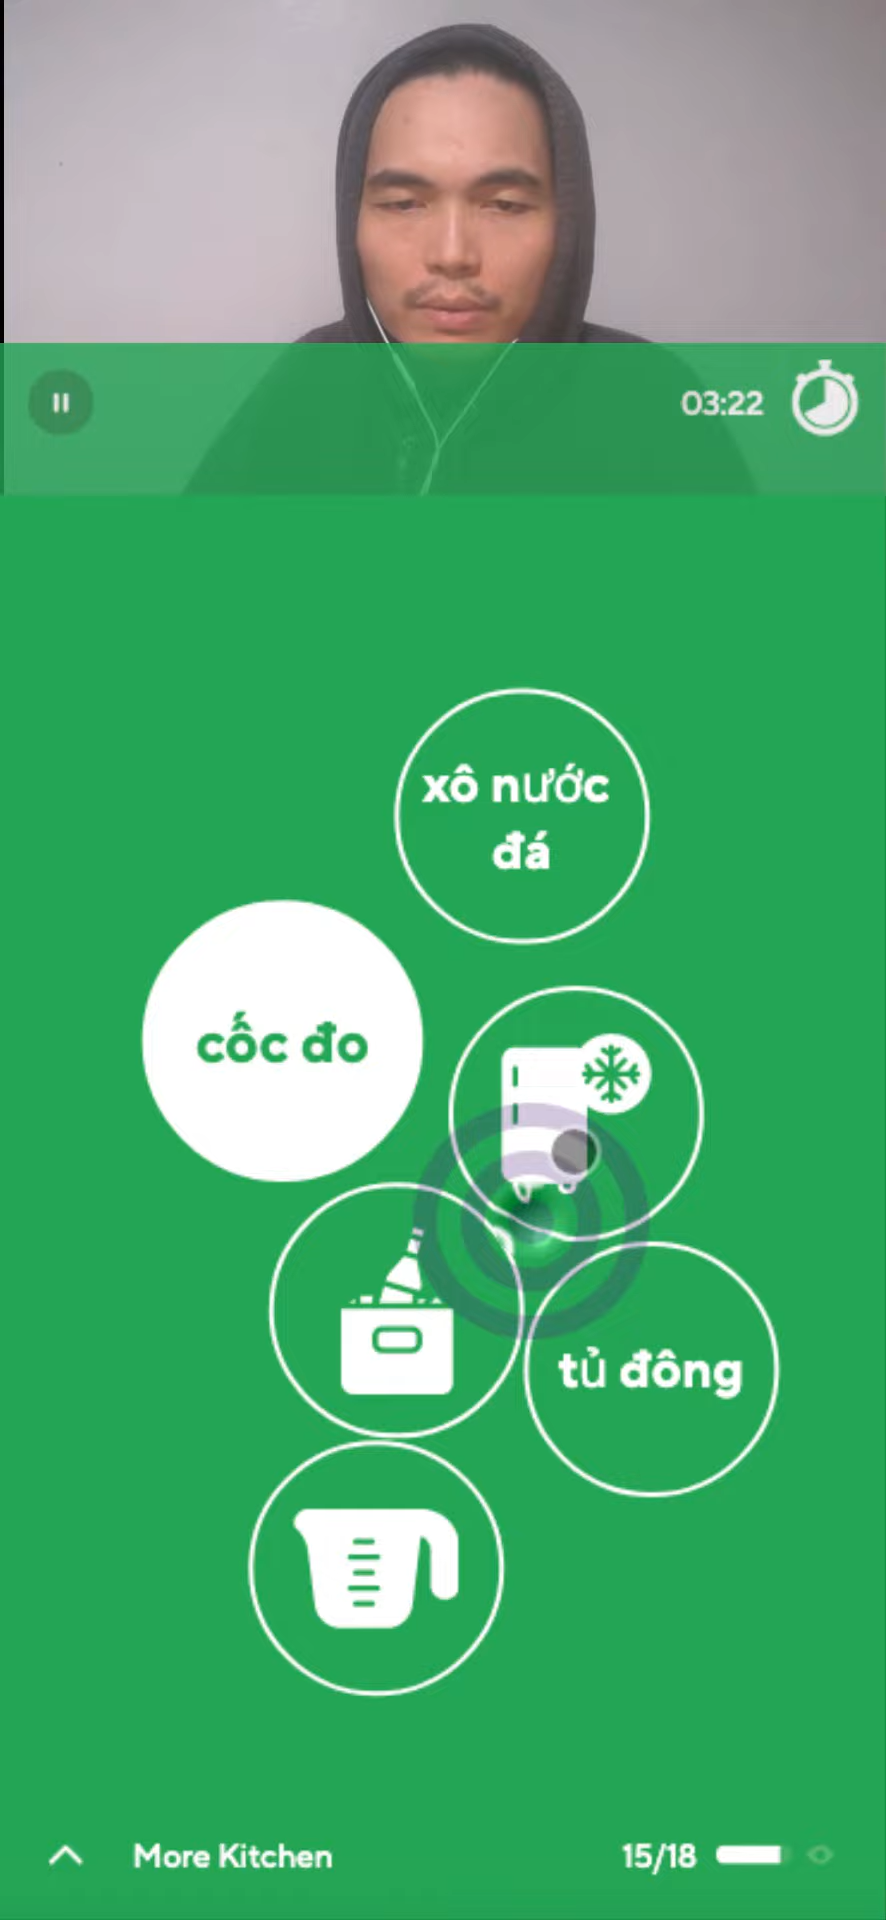 03:22
xô nước
đá
cốc đo
tủ đông
More Kitchen
15/18